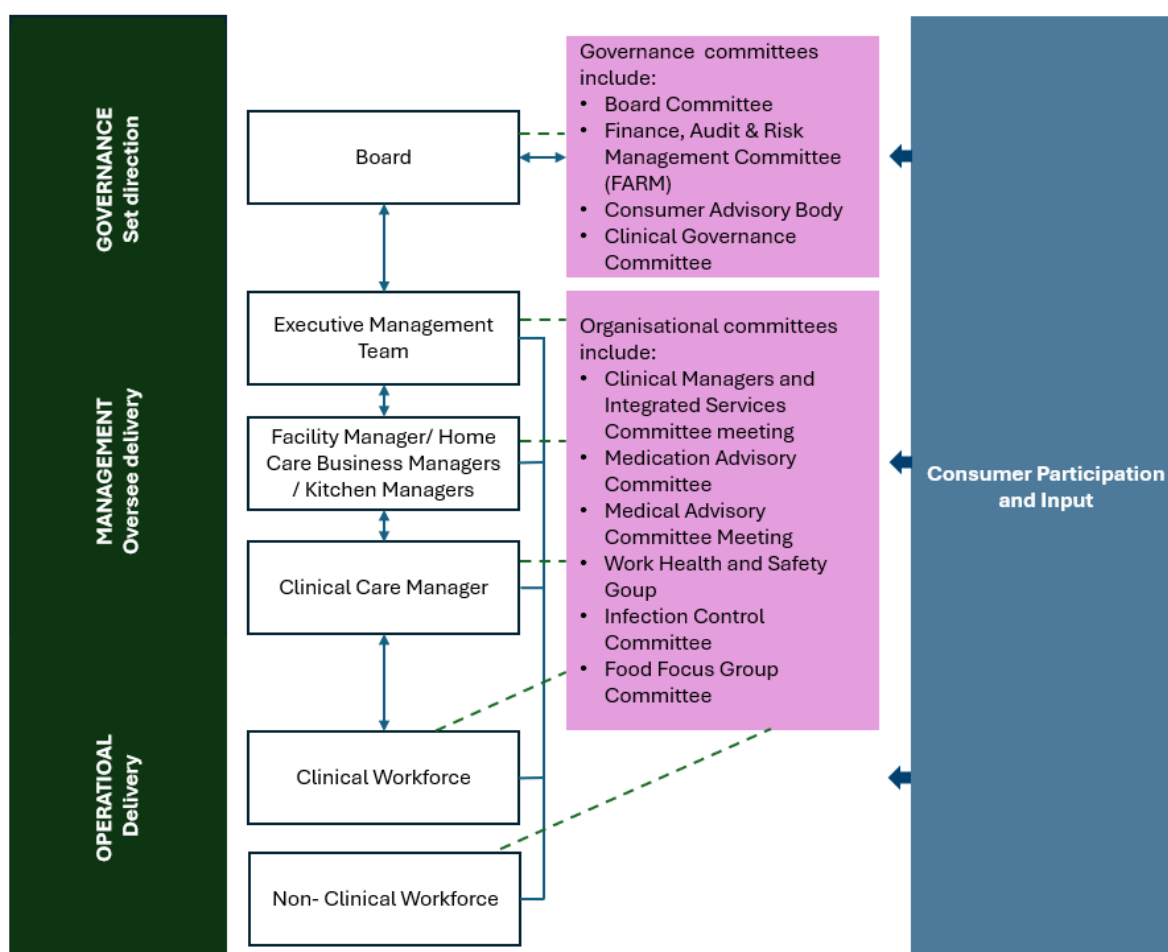 GOVERNANCE
Set direction
Board
Governance committees
include:
• Board Committee
• Finance, Audit & Risk
Management Committee
(FARM)
• Consumer Advisory Body
• Clinical Governance
Committee
MANAGEMENT
Oversee delivery
Executive Management
Team
Facility Manager/ Home
Care Business Managers
/ Kitchen Managers
Clinical Care Manager
Organisational committees
include:
• Clinical Managers and
Integrated Services
Committee meeting
• Medication Advisory
Committee
• Medical Advisory
Committee Meeting
• Work Health and Safety
Goup
• Infection Control
Committee
• Food Focus Group
Committee
Consumer Participation
and Input
OPERATIOAL
Delivery
Clinical Workforce
Non- Clinical Workforce